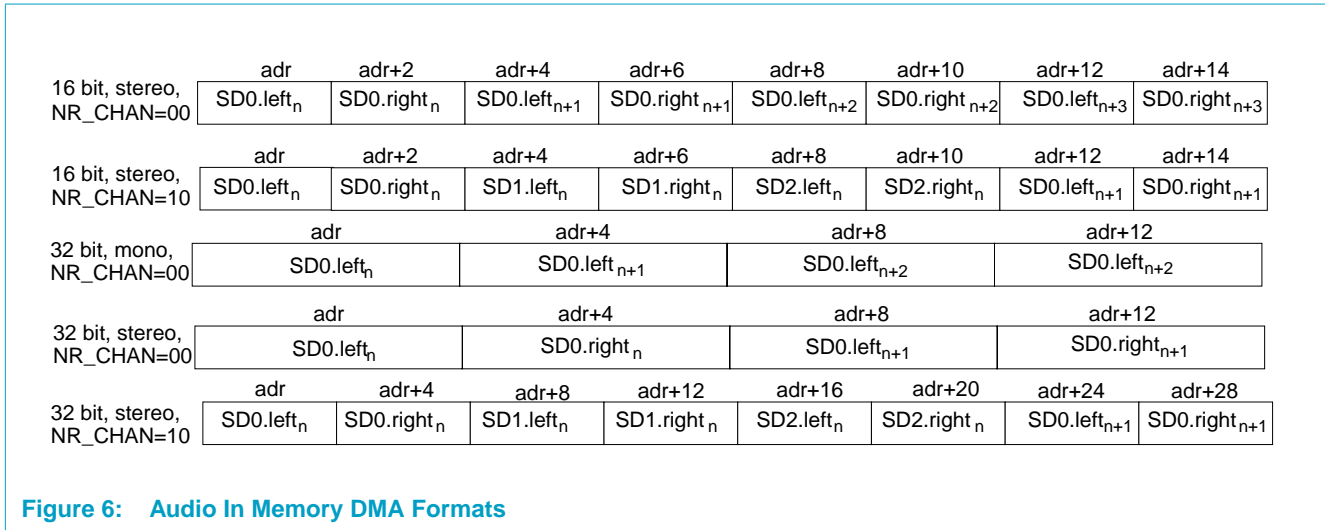 adr adr+2 adr+4 adr+6 adr+8 adr+10 adr+12 adr+14
16 bit, stereo, NR_CHAN=00 SD0.leftn SD0.rightn SD0.leftn+1 SD0.rightn+1 SD0.leftn+2 SD0.rightn+2 SD0.leftn+3 SD0.rightn+3
adr adr+2 adr+4 adr+6 adr+8 adr+10 adr+12 adr+14
16 bit, stereo, NR_CHAN=10 SD0.leftn SD0.rightn SD1.leftn SD1.rightn SD2.leftn SD2.rightn SD0.leftn+1 SD0.rightn+1
adr adr+4 adr+8 adr+12
32 bit, mono, NR_CHAN=00 SD0.leftn SD0.leftn+1 SD0.leftn+2 SD0.leftn+2
adr adr+4 adr+8 adr+12
32 bit, stereo, NR_CHAN=00 SD0.leftn SD0.rightn SD0.leftn+1 SD0.rightn+1
adr adr+4 adr+8 adr+12 adr+16 adr+20 adr+24 adr+28
32 bit, stereo, NR_CHAN=10 SD0.leftn SD0.rightn SD1.leftn SD1.rightn SD2.leftn SD2.rightn SD0.leftn+1 SD0.rightn+1
Figure 6: Audio In Memory DMA Formats